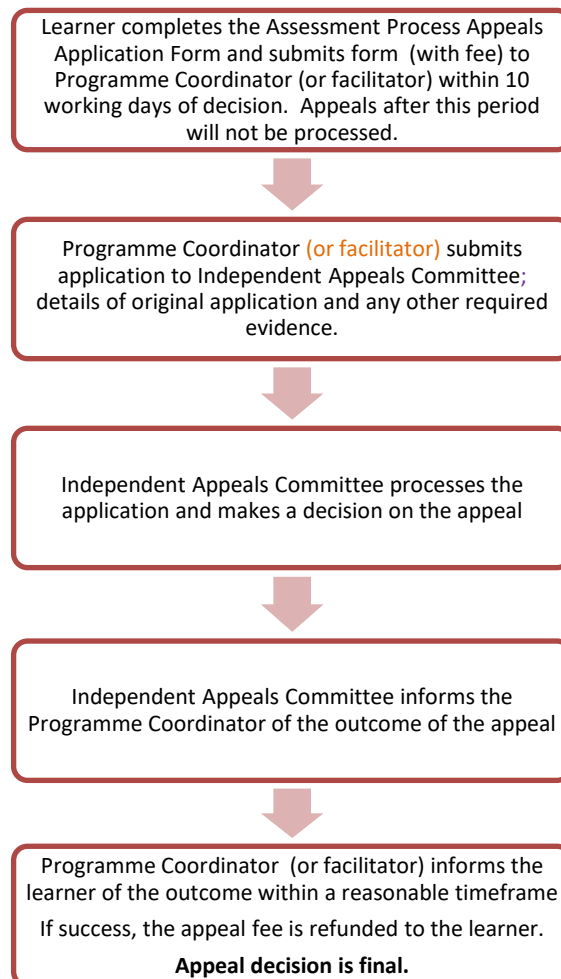 Learner completes the Assessment Process Appeals
Application Form and submits form  (with fee) to
Programme Coordinator (or facilitator) within 10
working days of decision.  Appeals after this period
will not be processed.
Programme Coordinator (or facilitator) submits
application to Independent Appeals Committee;
details of original application and any other required
evidence.
Independent Appeals Committee processes the
application and makes a decision on the appeal
Independent Appeals Committee informs the
Programme Coordinator of the outcome of the appeal
Programme Coordinator  (or facilitator) informs the
learner of the outcome within a reasonable timeframe
If success, the appeal fee is refunded to the learner.
Appeal decision is final.